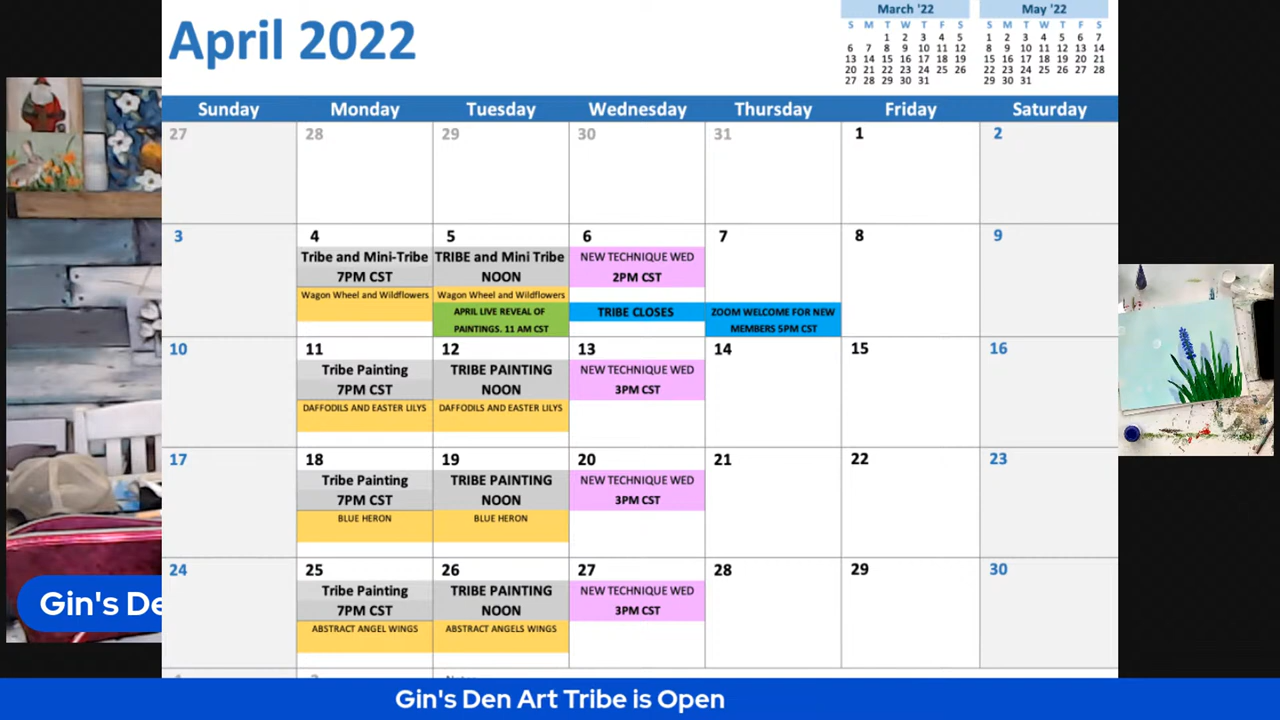 April 2022
March '22
S M T W T F S
1 2 3 4 5
6 7 8 9 10 11 12
13 14 15 16 17 18 19
20 21 22 23 24 25 26
27 28 29 30 31
May '22
S M T W T F S
1 2 3 4 5 6 7
8 9 10 11 12 13 14
15 16 17 18 19 20 21
22 23 24 25 26 27 28
29 30 31
Sunday Monday Tuesday Wednesday Thursday Friday Saturday
27 28 29 30 31 1 2
3 4 5 6 7 8 9
Tribe and Mini-Tribe
7PM CST
Wagon Wheel and Wildflowers
TRIBE and Mini Tribe
NOON
Wagon Wheel and Wildflowers
APRIL LIVE REVEAL OF
PAINTINGS. 11 AM CST
NEW TECHNIQUE WED
2PM CST
TRIBE CLOSES
ZOOM WELCOME FOR NEW
MEMBERS 5PM CST
10 11 12 13 14 15 16
Tribe Painting
7PM CST
DAFFODILS AND EASTER LILYS
TRIBE PAINTING
NOON
DAFFODILS AND EASTER LILYS
NEW TECHNIQUE WED
3PM CST
17 18 19 20 21 22 23
Tribe Painting
7PM CST
BLUE HERON
TRIBE PAINTING
NOON
BLUE HERON
NEW TECHNIQUE WED
3PM CST
24 25 26 27 28 29 30
Tribe Painting
7PM CST
ABSTRACT ANGEL WINGS
TRIBE PAINTING
NOON
ABSTRACT ANGELS WINGS
NEW TECHNIQUE WED
3PM CST
Gin's De
Gin's Den Art Tribe is Open